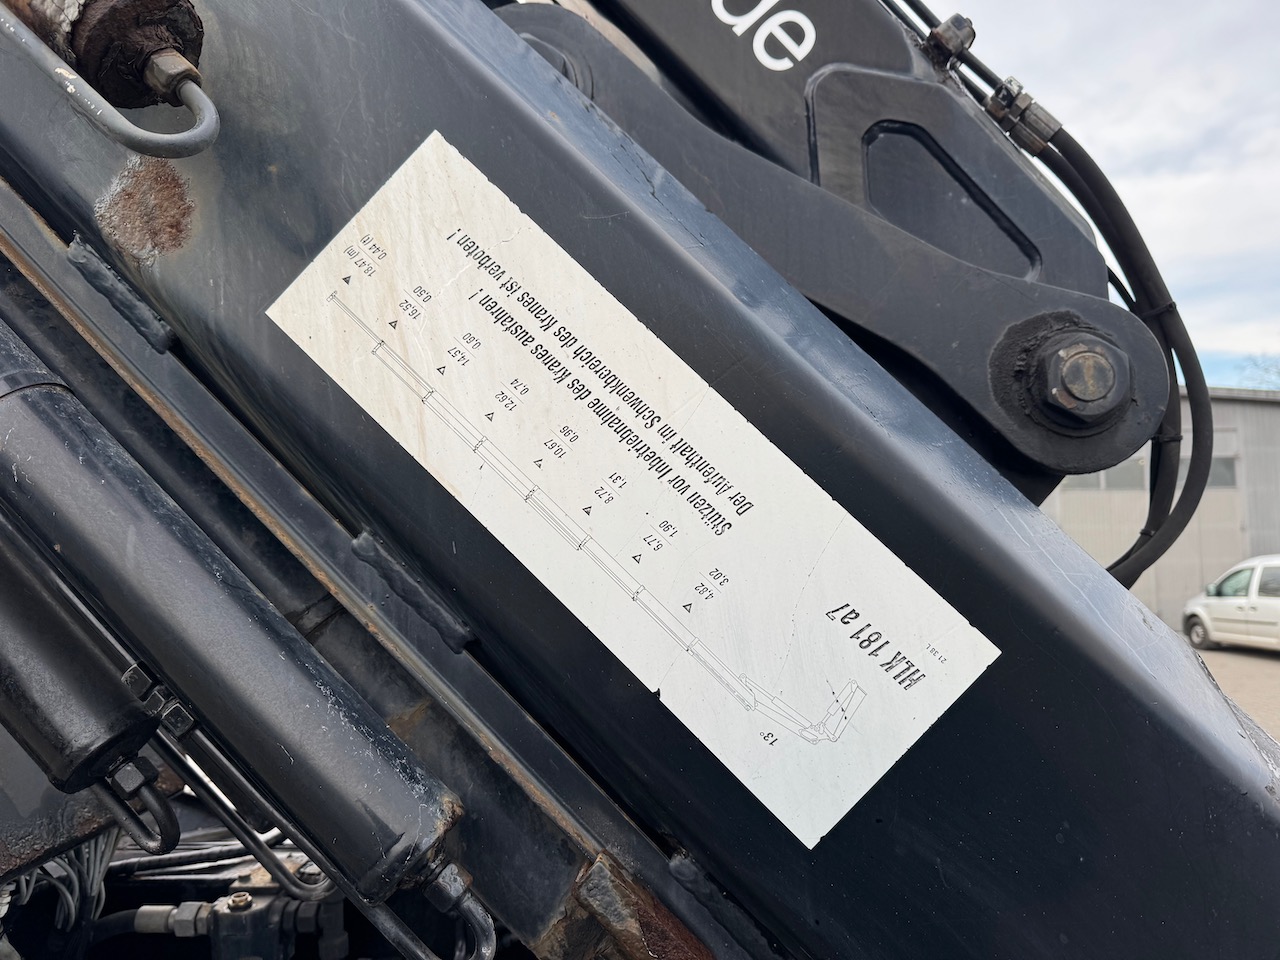 13°
4,82 6,77 8,72 10,67 12,62 14,57 16,52 18,47 (m)
3,02 1,90 1,31 0,96 0,74 0,60 0,50 0,44 (t)
HLK 181 a7
Stützen vor Inbetriebnahme des Kranes ausfahren !
Der Aufenthalt im Schwenkbereich des Kranes ist verboten !